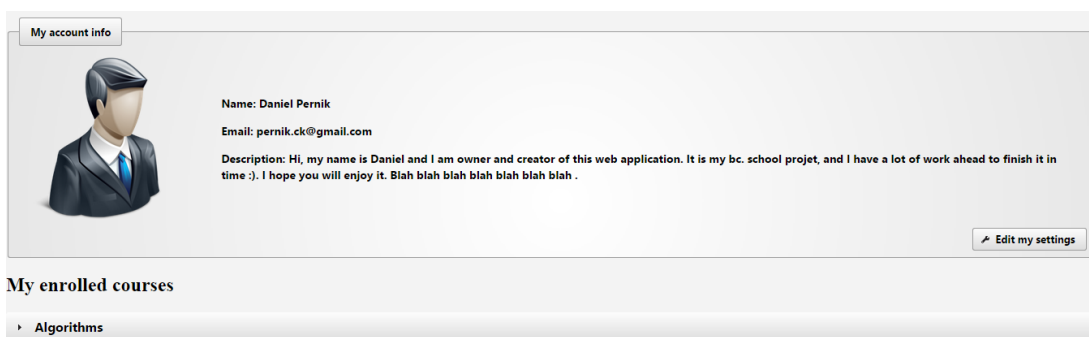 My account info
Name: Daniel Pernik
Email: pernik.ck@gmail.com
Description: Hi, my name is Daniel and I am owner and creator of this web application. It is my bc. school projet, and I have a lot of work ahead to finish it in
time :). I hope you will enjoy it. Blah blah blah blah blah blah blah .
Edit my settings
My enrolled courses
Algorithms